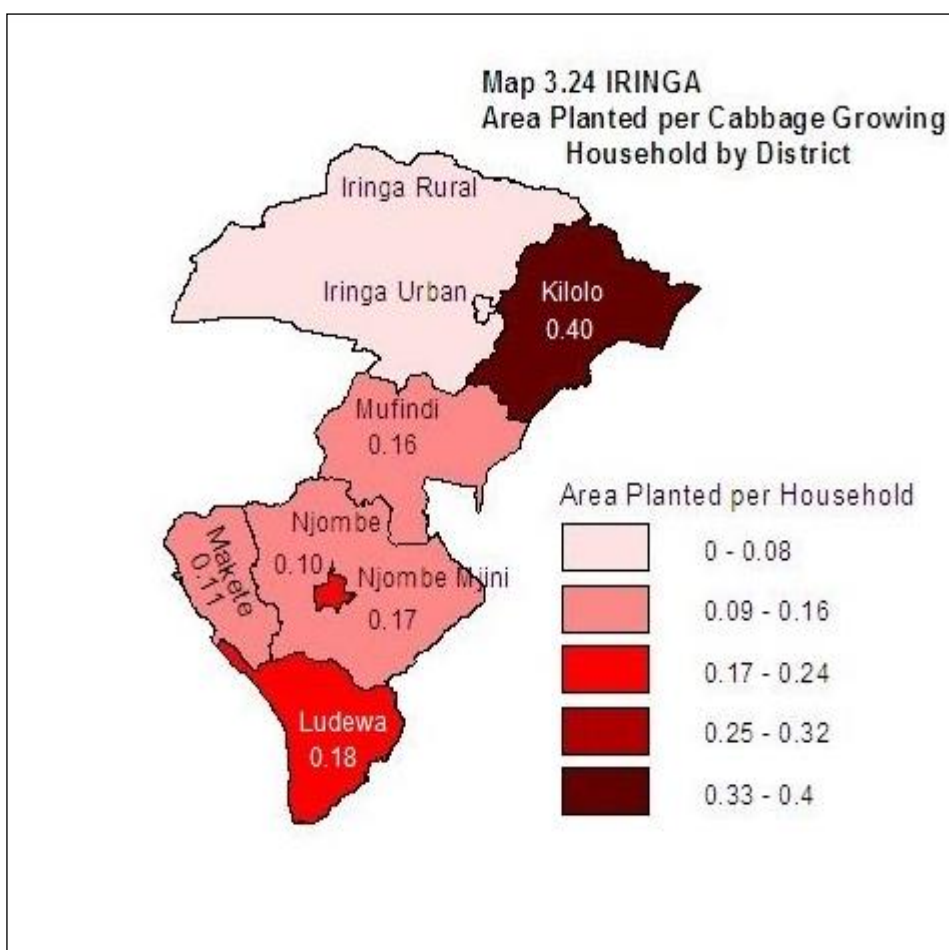 Map 3.24 IRINGA
Area Planted per Cabbage Growing
Household by District
Iringa Rural
Iringa Urban
Kilolo
0.40
Mufindi
0.16
Njombe
0.10
Njombe Mjini
0.17
Makete
0.11
Ludewa
0.18
Area Planted per Household
0 - 0.08
0.09 - 0.16
0.17 - 0.24
0.25 - 0.32
0.33 - 0.4